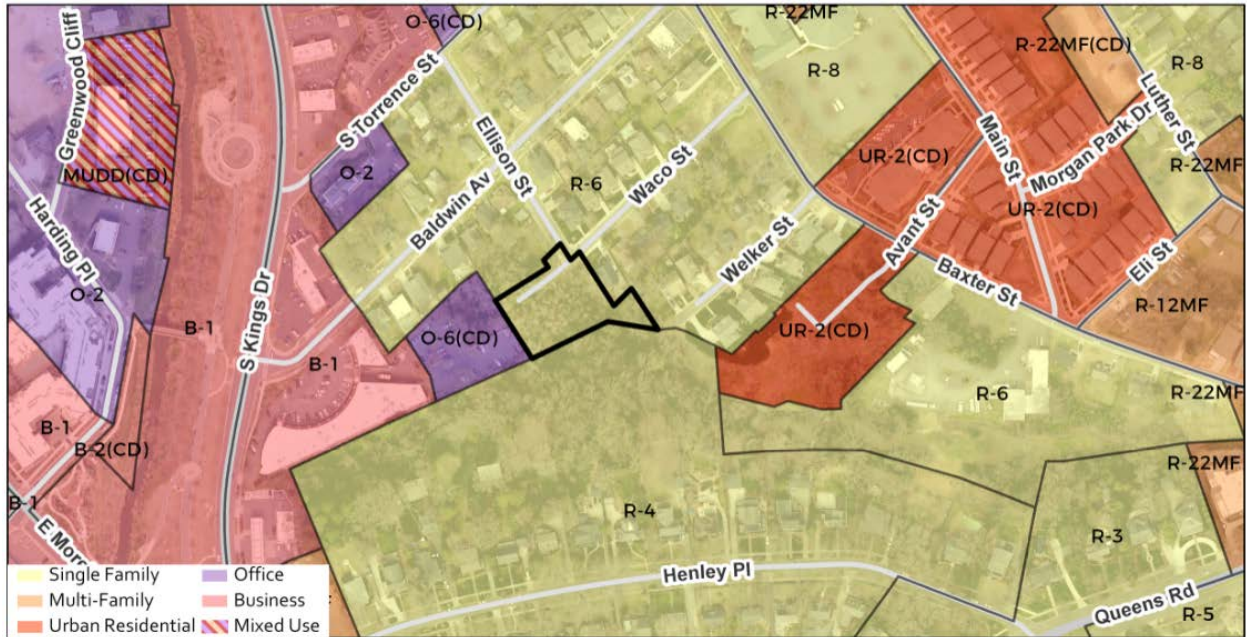 Greenwood Cliff
O-6(CD)
R-22MF
R-22MF(CD)
R-8
R-8
S Torrence St
Luther St
Ellison St
Main St
Morgan Park Dr
UR-2(CD)
R-22MF
O-2
MUDD(CD)
Baldwin Av
R-6
Waco St
Avant St
UR-2(CD)
Harding Pl
Welker St
Eli St
Baxter St
O-2
S Kings Dr
R-12MF
B-1
UR-2(CD)
O-6(CD)
B-1
R-6
R-22MF
B-1
B-2(CD)
R-22MF
B-1
R-4
R-3
E More
Henley Pl
Queens Rd
R-5
Single Family
Office
Multi-Family
Business
Urban Residential
Mixed Use